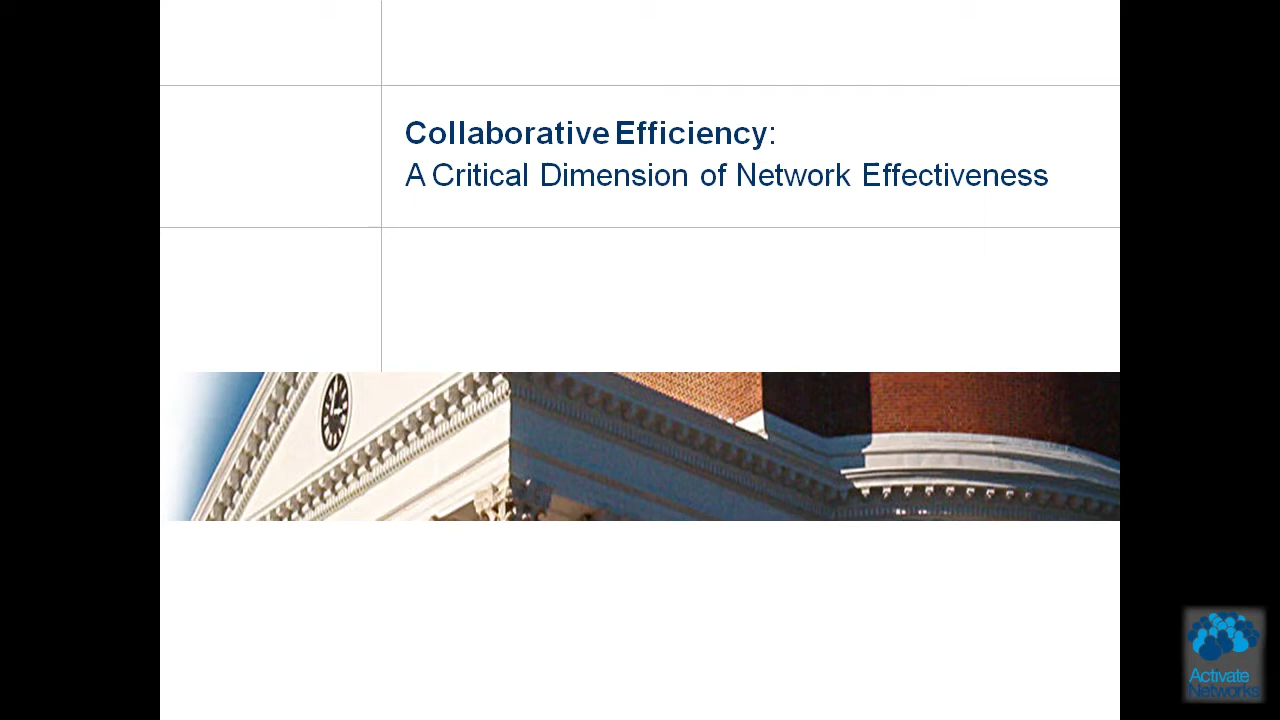 Collaborative Efficiency:
A Critical Dimension of Network Effectiveness
Activate
Networks